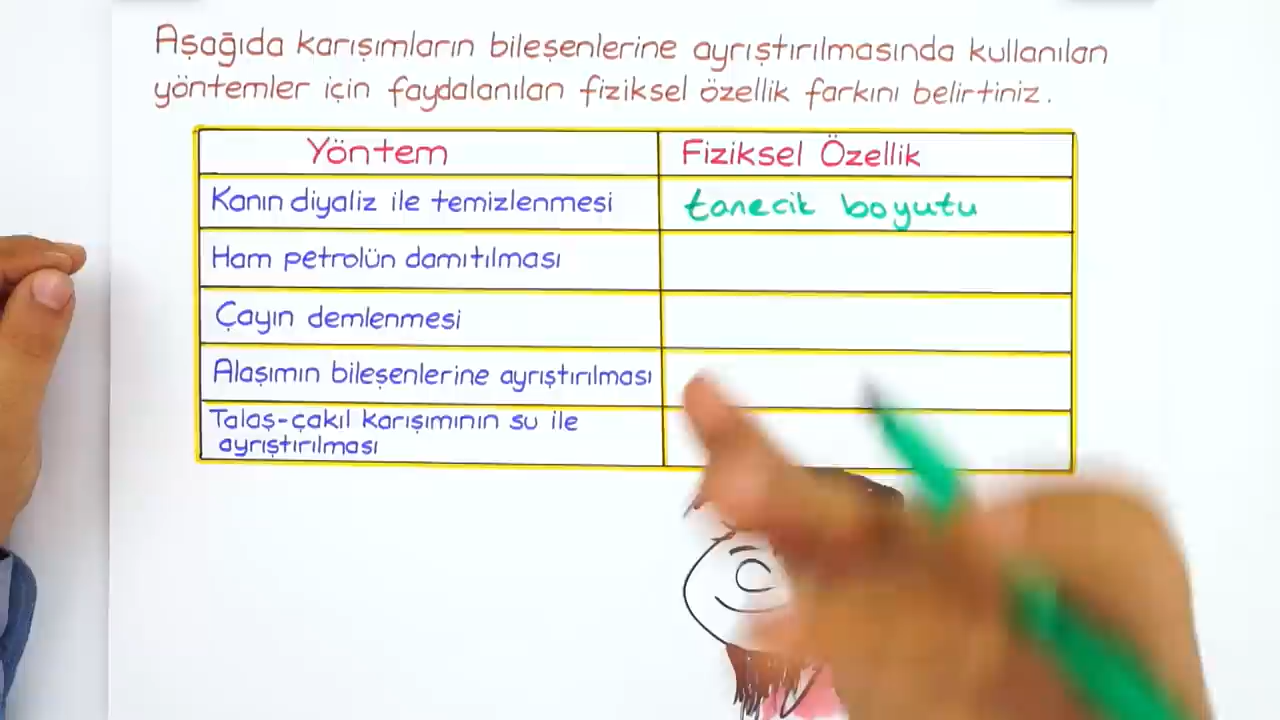 Aşağıda karışımların bileşenlerine ayrıştırılmasında kullanılan
yöntemler için faydalanılan fiziksel özellik farkını belirtiniz.
Yöntem
Fiziksel Özellik
Kanın diyaliz ile temizlenmesi
tanecik boyutu
Ham petrolün damıtılması
Çayın demlenmesi
Alaşımın bileşenlerine ayrıştırılması
Talaş-çakıl karışımının su ile
ayrıştırılması